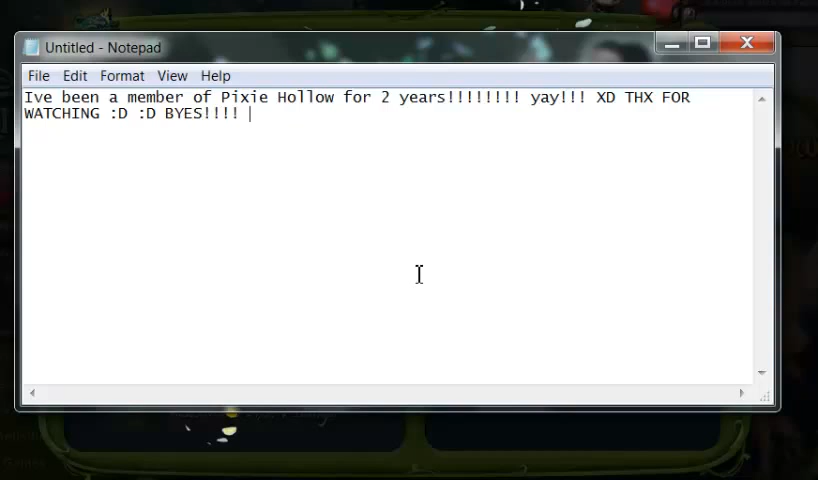 Untitled - Notepad
File Edit Format View Help
Ive been a member of Pixie Hollow for 2 years!!!!!!!! yay!!! XD THX FOR
WATCHING :D :D BYES!!!!
Games